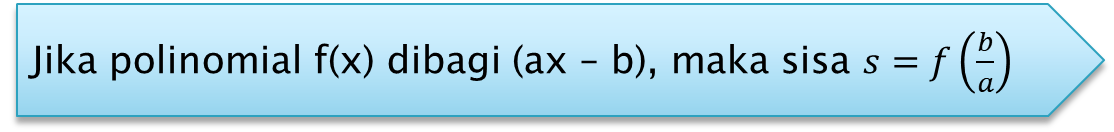 Jika polinomial f(x) dibagi (ax – b), maka sisa s = f(b/a)